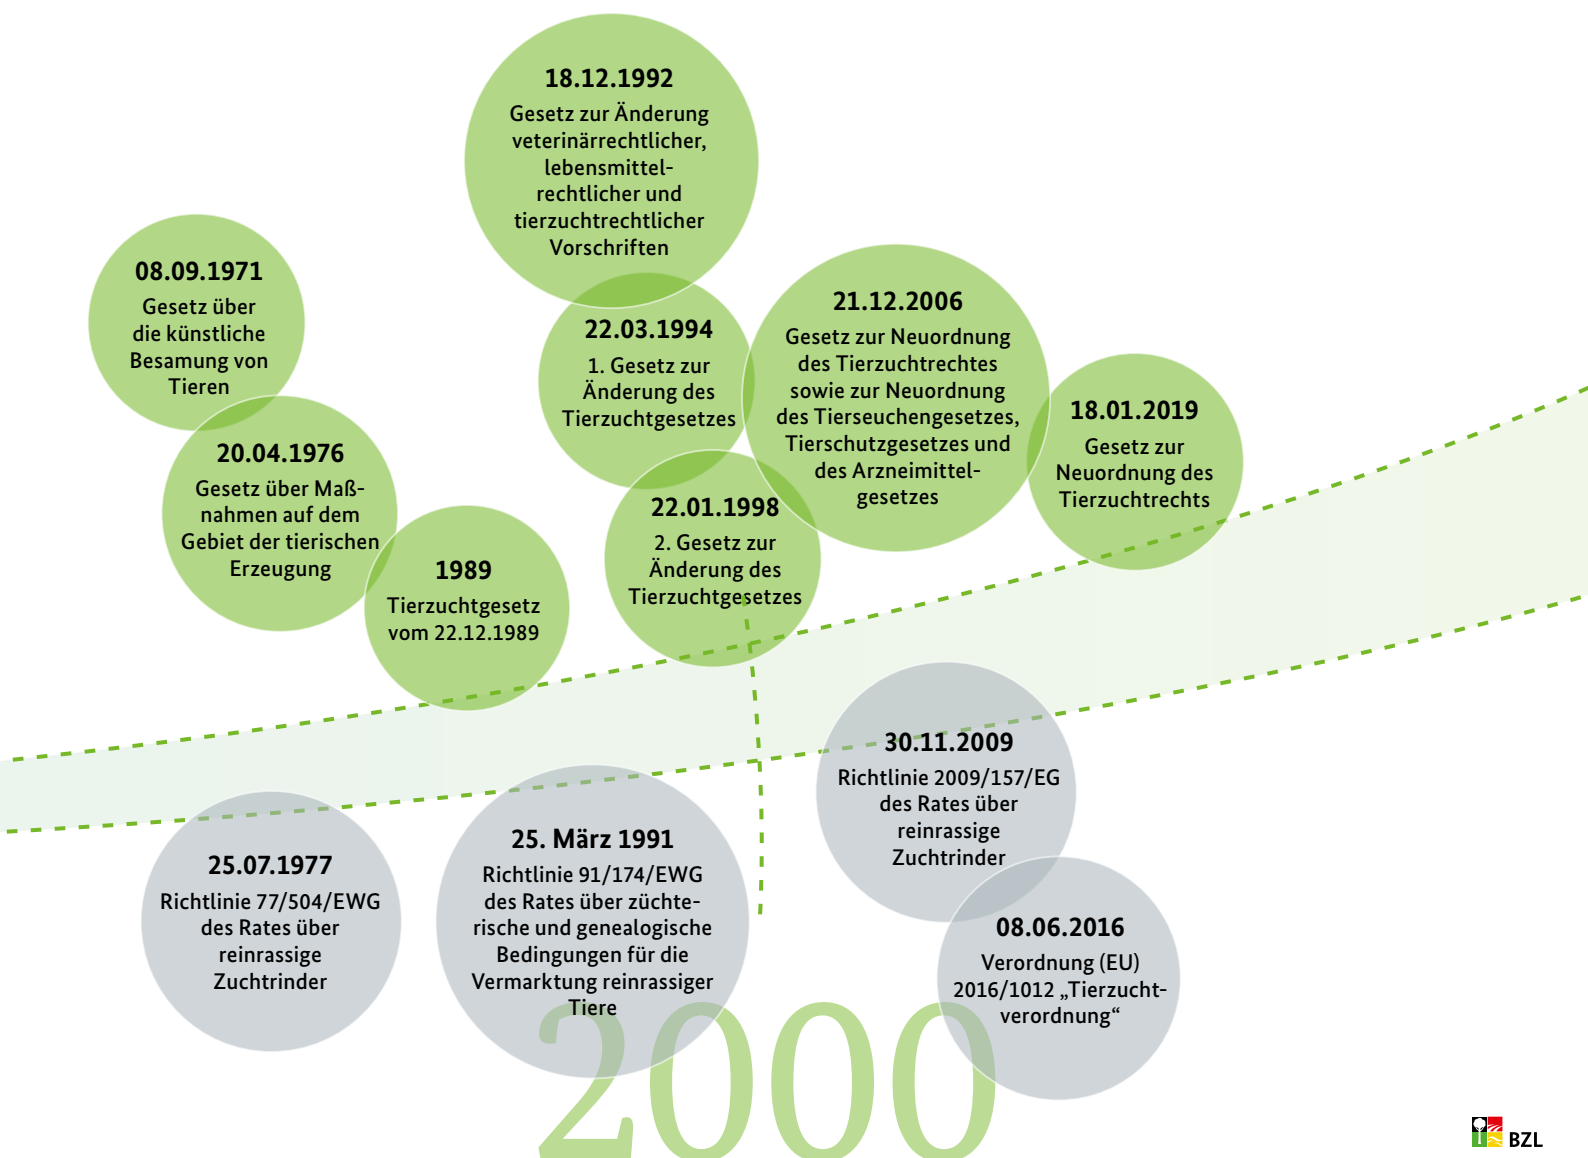 18.12.1992
Gesetz zur Änderung
veterinärrechtlicher,
lebensmittel-
rechtlicher und
tierzuchtrechtlicher
Vorschriften
08.09.1971
Gesetz über
die künstliche
Besamung von
Tieren
22.03.1994
1. Gesetz zur
Änderung des
Tierzuchtgesetzes
21.12.2006
Gesetz zur Neuordnung
des Tierzuchtrechtes
sowie zur Neuordnung
des Tierseuchengesetzes,
Tierschutzgesetzes und
des Arzneimittel-
gesetzes
18.01.2019
Gesetz zur
Neuordnung des
Tierzuchtrechts
20.04.1976
Gesetz über Maß-
nahmen auf dem
Gebiet der tierischen
Erzeugung
1989
Tierzuchtgesetz
vom 22.12.1989
22.01.1998
2. Gesetz zur
Änderung des
Tierzuchtgesetzes
25.07.1977
Richtlinie 77/504/EWG
des Rates über
reinrassige
Zuchtrinder
25. März 1991
Richtlinie 91/174/EWG
des Rates über züchte-
rische und genealogische
Bedingungen für die
Vermarktung reinrassiger
Tiere
30.11.2009
Richtlinie 2009/157/EG
des Rates über
reinrassige
Zuchtrinder
08.06.2016
Verordnung (EU)
2016/1012 „Tierzucht-
verordnung“
2000
BZL